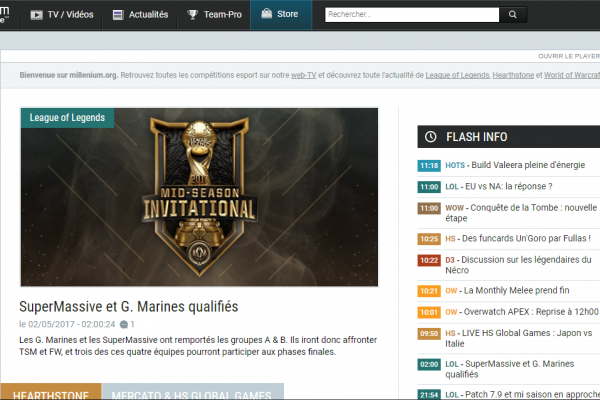 TV / Vidéos
Actualités
Team-Pro
Store
Rechercher...
OUVRIR LE PLAYER
Bienvenue sur millenium.org. Retrouvez toutes les compétitions esport sur notre web-TV et découvrez toute l'actualité de League of Legends, Hearthstone et World of Warcraf
League of Legends
MID-SEASON
INVITATIONAL
SuperMassive et G. Marines qualifiés
le 02/05/2017 - 02:00:24 1
Les G. Marines et les SuperMassive ont remportés les groupes A & B. Ils iront donc affronter
TSM et FW, et trois des ces quatre équipes pourront participer aux phases finales.
HEARTHSTONE
MERCATO & HS GLOBAL GAMES
FLASH INFO
11:18 HOTS - Build Valeera pleine d'énergie
11:00 LOL - EU vs NA: la réponse ?
11:00 WOW - Conquête de la Tombe : nouvelle
étape
10:25 HS - Des funcards Un'Goro par Fullas !
10:22 D3 - Discussion sur les légendaires du
Nécro
10:21 OW - La Monthly Melee prend fin
10:01 OW - Overwatch APEX : Reprise à 12h00
09:50 HS - LIVE HS Global Games : Japon vs
Italie
02:00 LOL - SuperMassive et G. Marines
qualifiés
21:54 LOL - Patch 7.9 et mi saison en approche